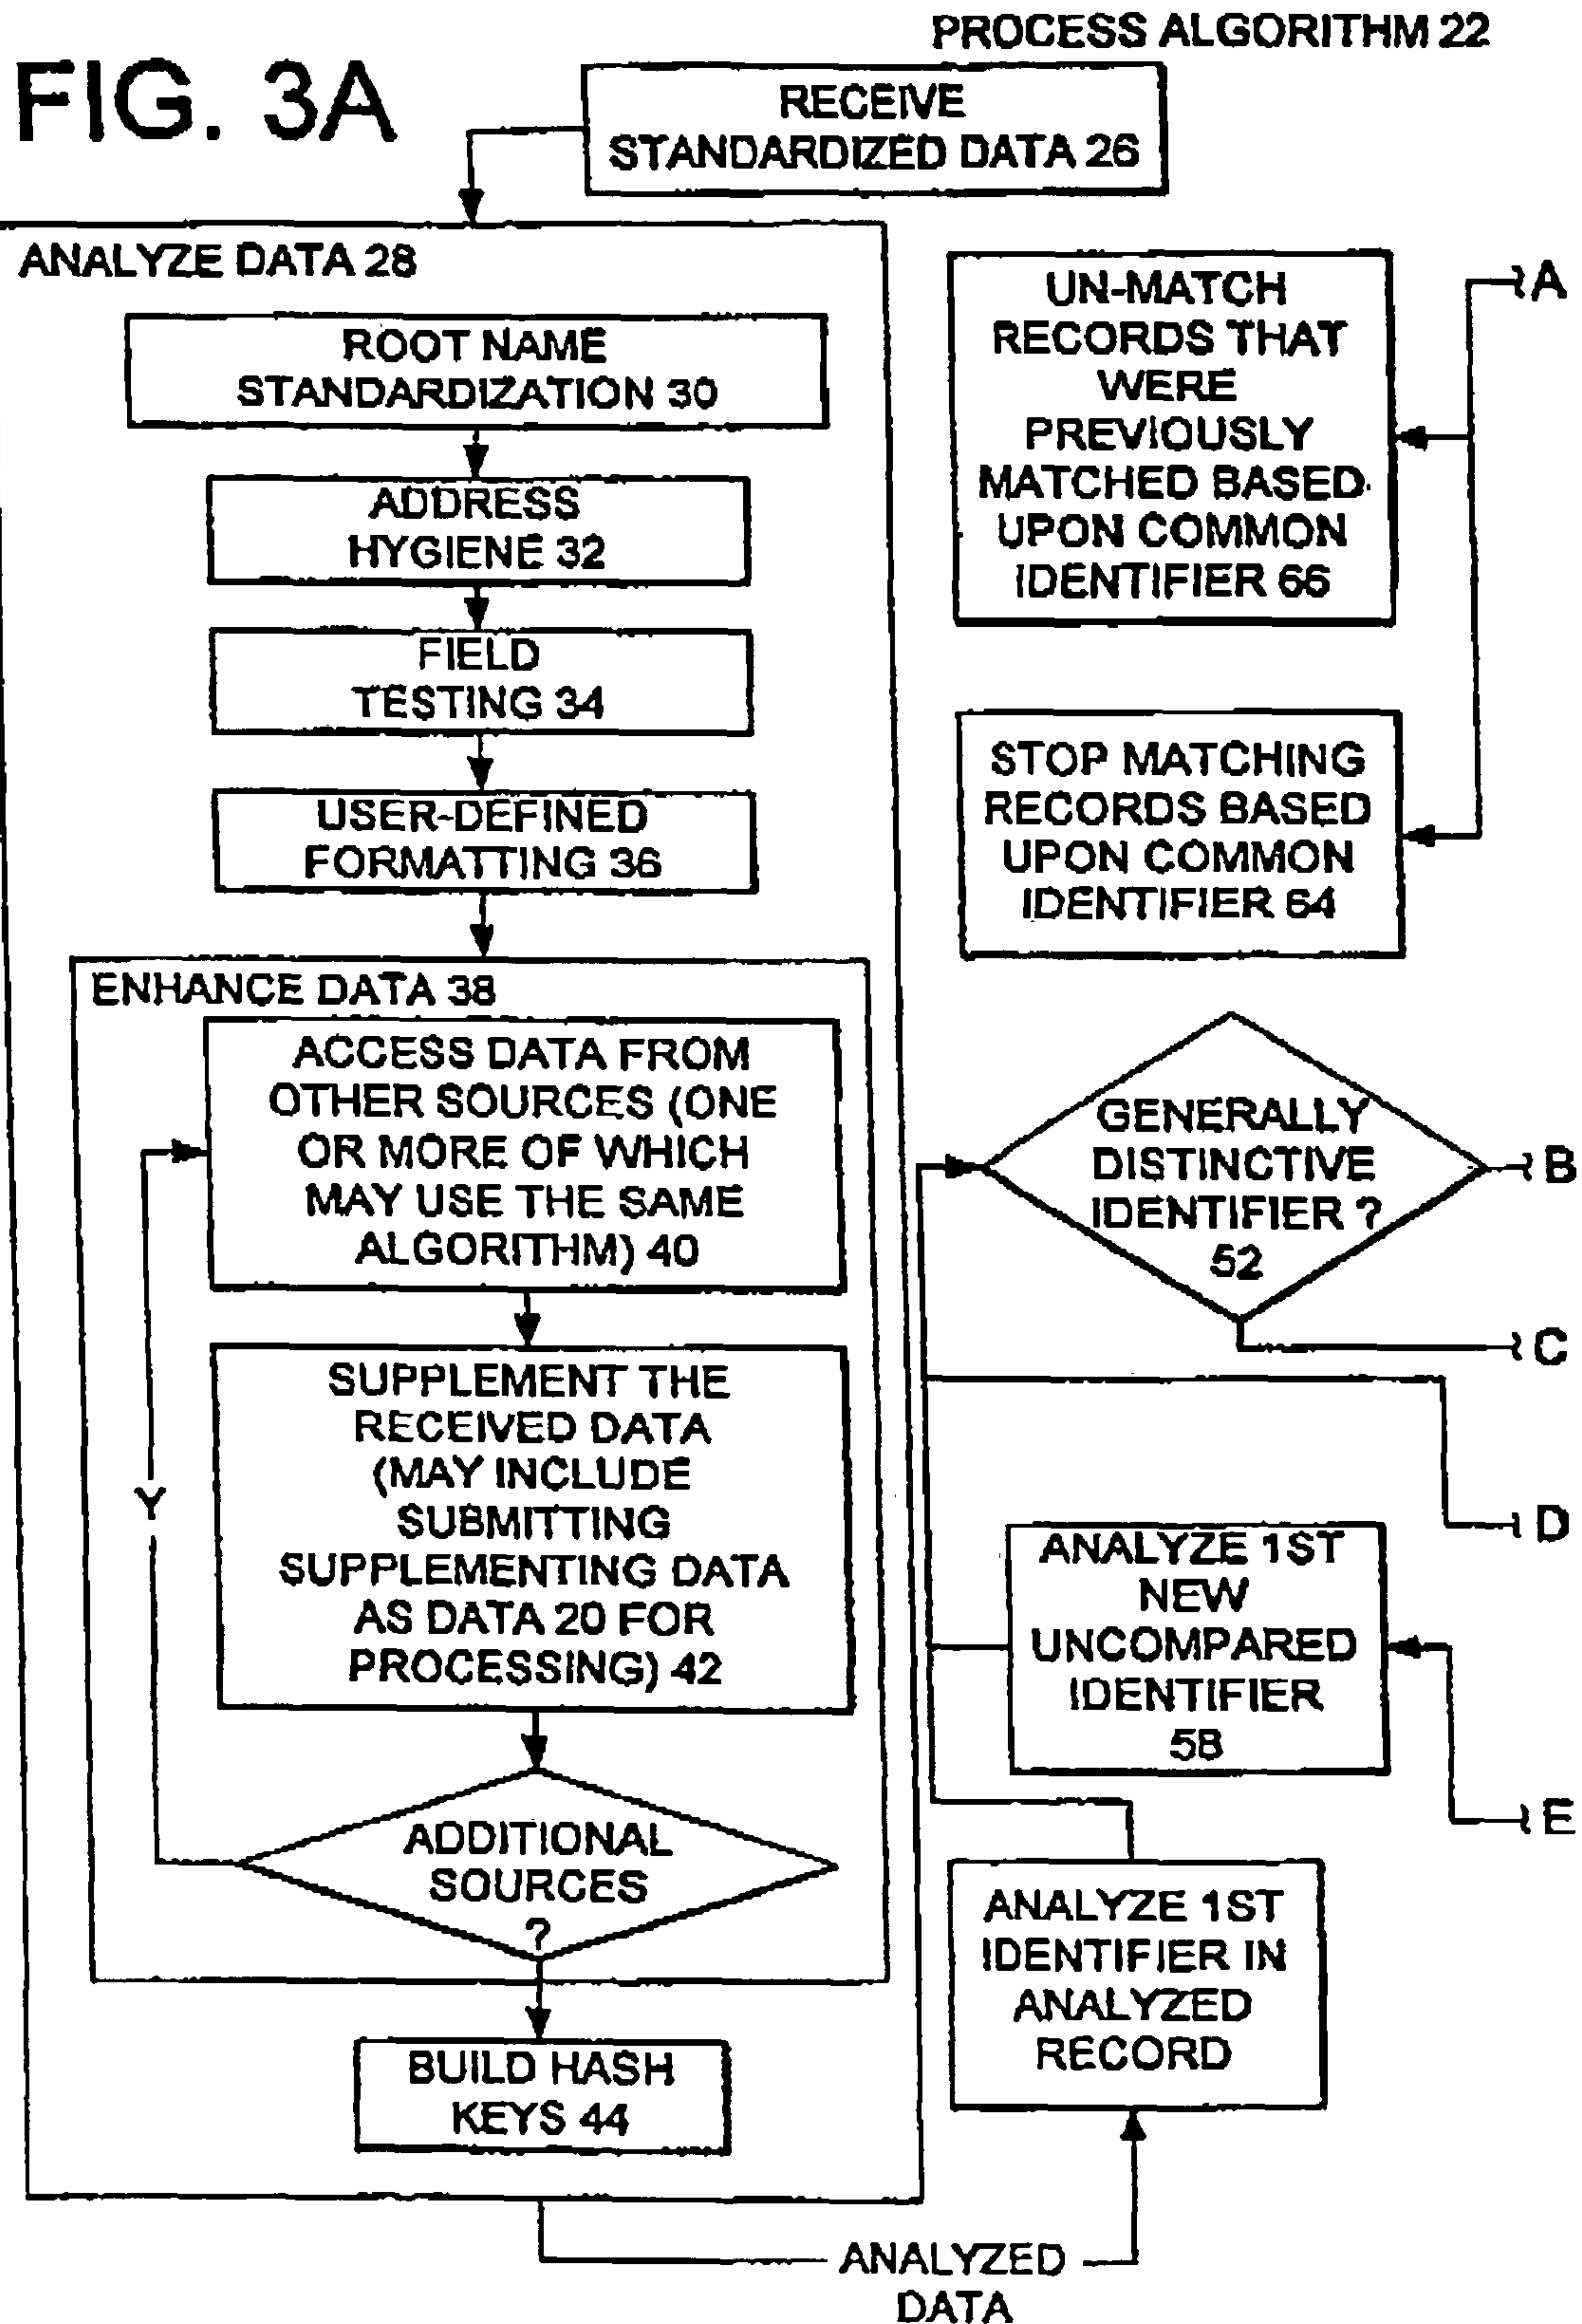 PROCESS ALGORITHM 22
FIG. 3A
RECEIVE
STANDARDIZED DATA 26
ANALYZE DATA 28
ROOT NAME
STANDARDIZATION 30
ADDRESS
HYGIENE 32
FIELD
TESTING 34
USER-DEFINED
FORMATTING 36
ENHANCE DATA 38
ACCESS DATA FROM
OTHER SOURCES (ONE
OR MORE OF WHICH
MAY USE THE SAME
ALGORITHM) 40
SUPPLEMENT THE
RECEIVED DATA
(MAY INCLUDE
SUBMITTING
SUPPLEMENTING DATA
AS DATA 20 FOR
PROCESSING) 42
Y
ADDITIONAL
SOURCES
?
BUILD HASH
KEYS 44
UN-MATCH
RECORDS THAT
WERE
PREVIOUSLY
MATCHED BASED
UPON COMMON
IDENTIFIER 66
A
STOP MATCHING
RECORDS BASED
UPON COMMON
IDENTIFIER 64
GENERALLY
DISTINCTIVE
IDENTIFIER ?
52
B
C
D
ANALYZE 1ST
NEW
UNCOMPARED
IDENTIFIER
58
E
ANALYZE 1ST
IDENTIFIER IN
ANALYZED
RECORD
ANALYZED
DATA